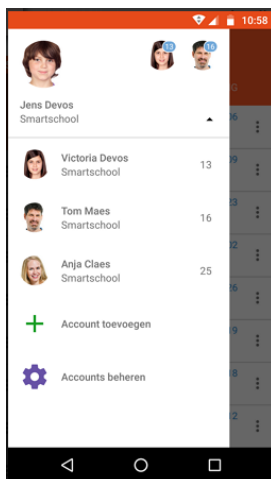 10:58
13
16
Jens Devos
Smartschool
Victoria Devos
Smartschool
13
Tom Maes
Smartschool
16
Anja Claes
Smartschool
25
Account toevoegen
Accounts beheren